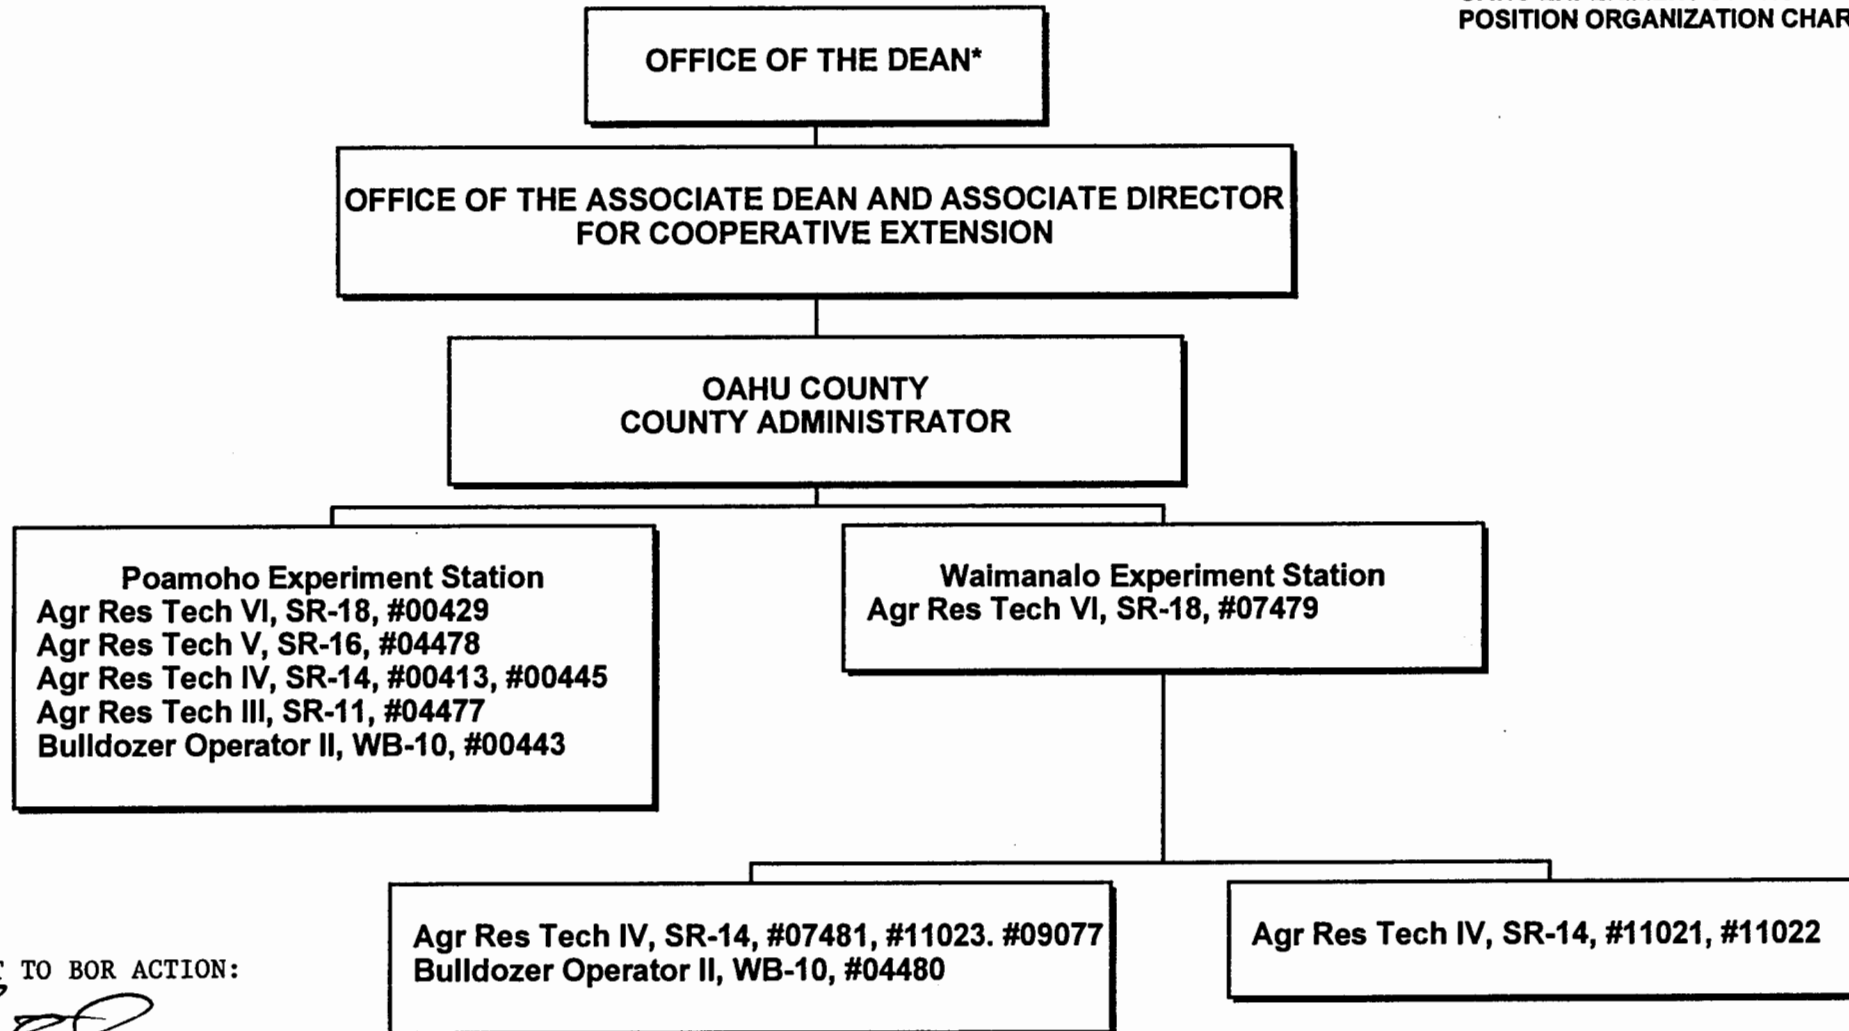 POSITION ORGANIZATION CHAR
OFFICE OF THE DEAN*
OFFICE OF THE ASSOCIATE DEAN AND ASSOCIATE DIRECTOR
FOR COOPERATIVE EXTENSION
OAHU COUNTY
COUNTY ADMINISTRATOR
Poamoho Experiment Station
Agr Res Tech VI, SR-18, #00429
Agr Res Tech V, SR-16, #04478
Agr Res Tech IV, SR-14, #00413, #00445
Agr Res Tech III, SR-11, #04477
Bulldozer Operator II, WB-10, #00443
Waimanalo Experiment Station
Agr Res Tech VI, SR-18, #07479
Agr Res Tech IV, SR-14, #07481, #11023. #09077
Bulldozer Operator II, WB-10, #04480
Agr Res Tech IV, SR-14, #11021, #11022
TO BOR ACTION: